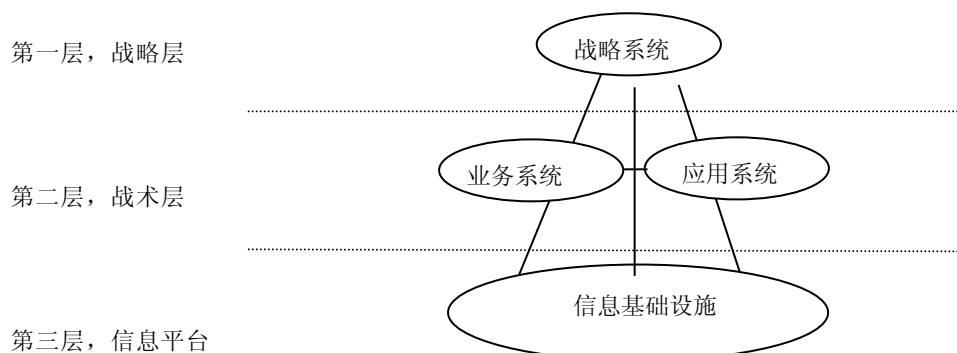 第一层，战略层
战略系统
业务系统
应用系统
第二层，战术层
信息基础设施
第三层，信息平台